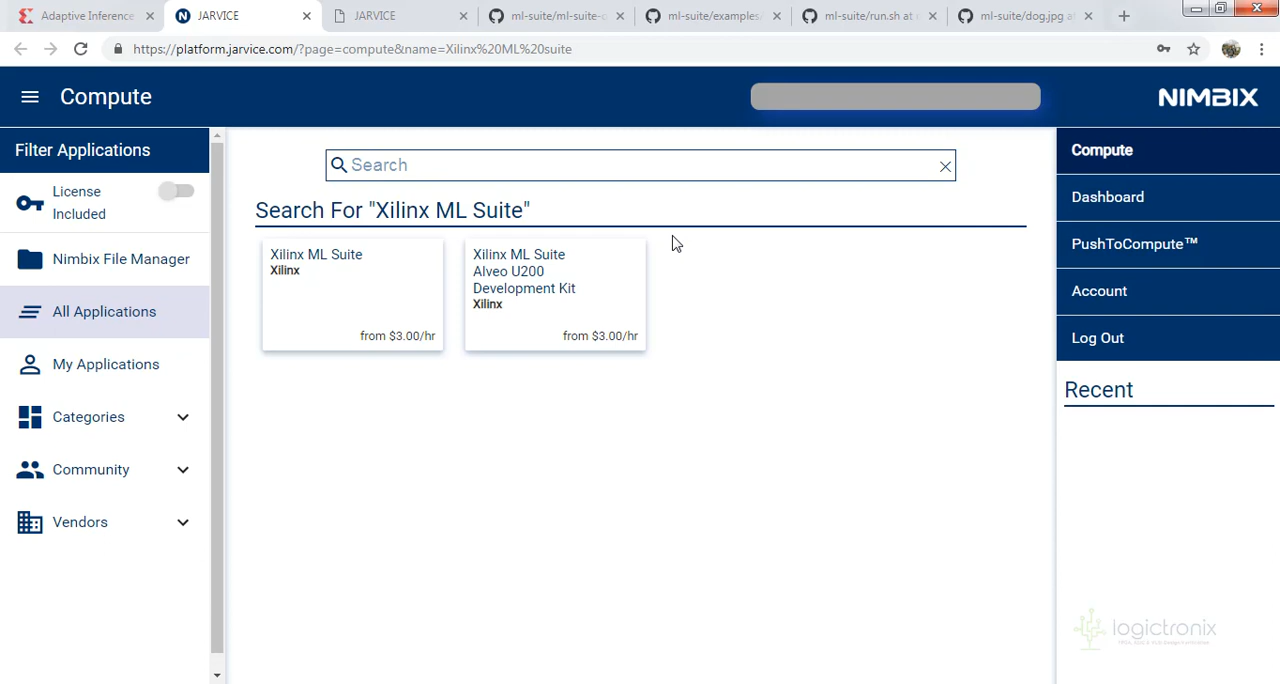 Adaptive Inference
JARVICE
JARVICE
ml-suite/ml-suite-o
ml-suite/examples/
ml-suite/run.sh at
ml-suite/dog.jpg at
https://platform.jarvice.com/?page=compute&name=Xilinx%20ML%20suite
Compute
NIMBIX
Filter Applications
License
Included
Nimbix File Manager
All Applications
My Applications
Categories
Community
Vendors
Search
Search For "Xilinx ML Suite"
Xilinx ML Suite
Xilinx
from $3.00/hr
Xilinx ML Suite
Alveo U200
Development Kit
Xilinx
from $3.00/hr
Compute
Dashboard
PushToCompute™
Account
Log Out
Recent
logictronix